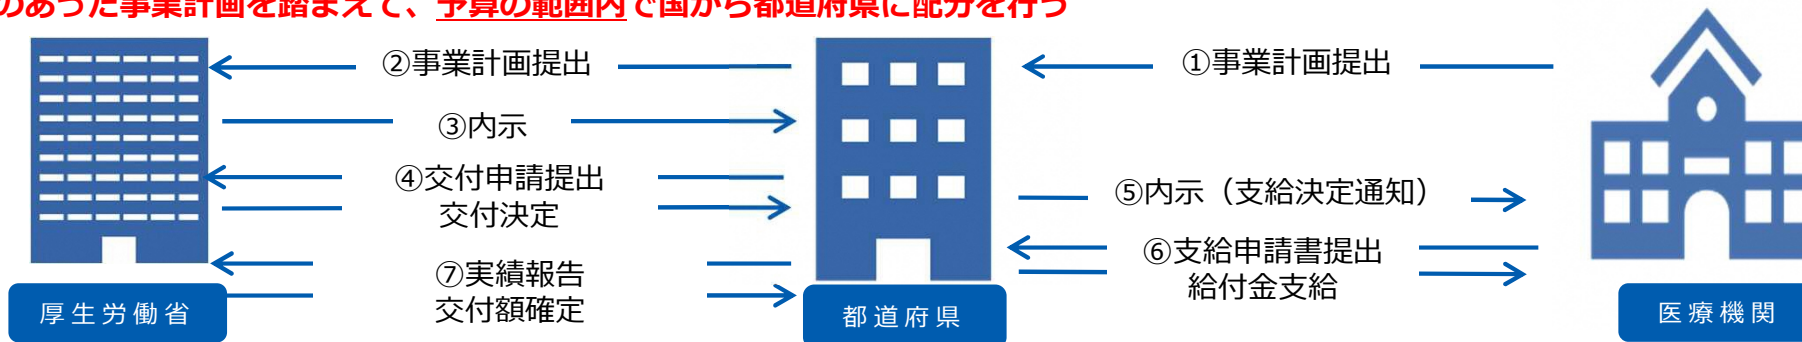 のあった事業計画を踏まえて、予算の範囲内で国から都道府県に配分を行う
②事業計画提出
①事業計画提出
③内示
④交付申請提出
交付決定
⑤内示（支給決定通知）
⑥支給申請書提出
給付金支給
⑦実績報告
交付額確定
厚生労働省
都道府県
医療機関